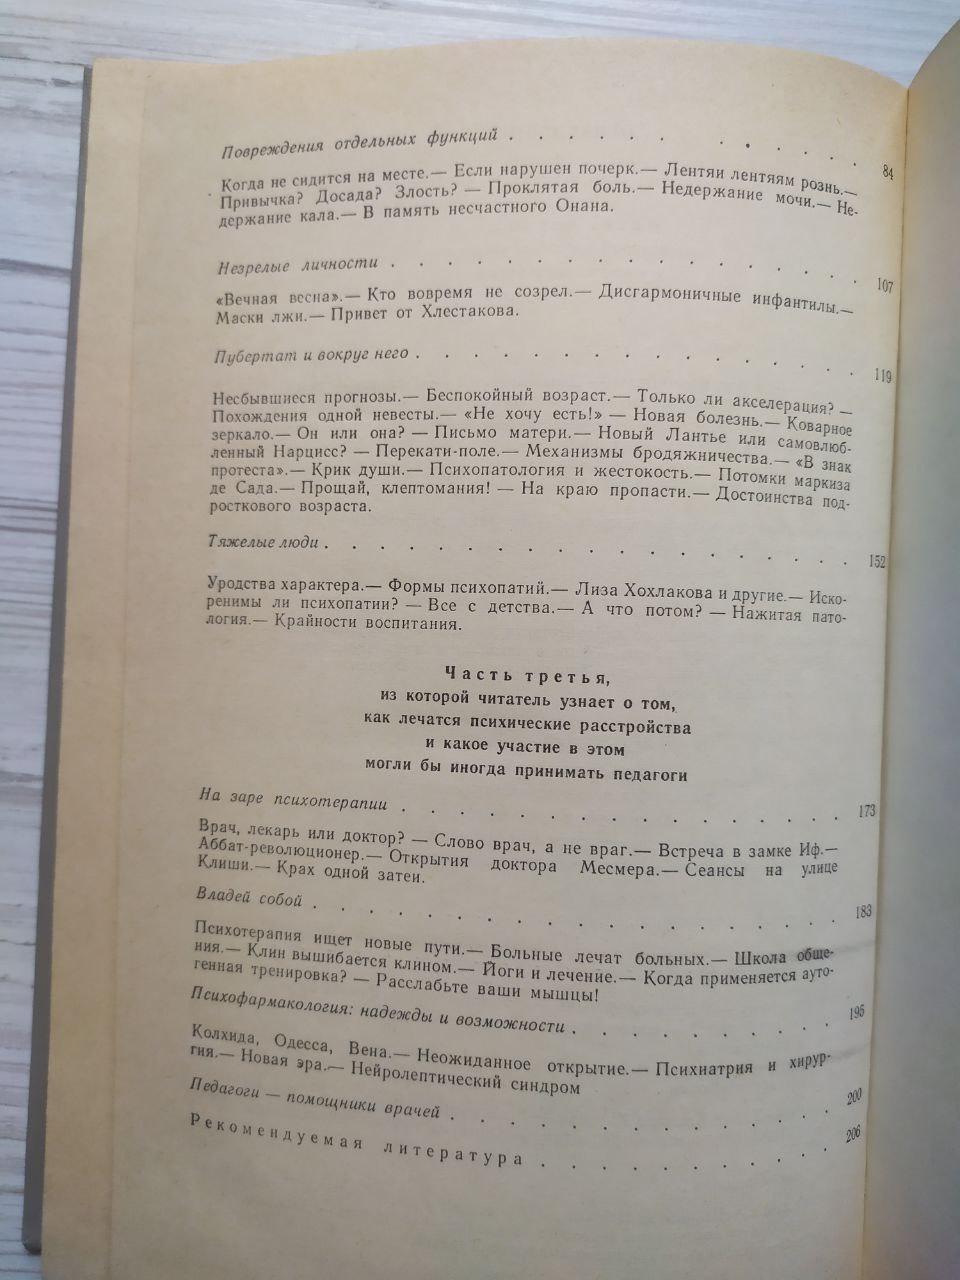 Повреждения отдельных функций . . . . . . . . . . . 84
Когда не сидится на месте.— Если нарушен почерк.— Лентяи лентяям рознь.—
Привычка? Досада? Злость? — Проклятая боль.— Недержание мочи.— Не-
держание кала.— В память несчастного Онана.
Незрелые личности . . . . . . . . . . . . . . . . . 107
«Вечная весна».— Кто вовремя не созрел.— Дисгармоничные инфантилы.—
Маски лжи.— Привет от Хлестакова.
Пубертат и вокруг него . . . . . . . . . . . . . . . 119
Несбывшиеся прогнозы.— Беспокойный возраст.— Только ли акселерация? —
Похождения одной невесты.— «Не хочу есть!» — Новая болезнь.— Коварное
зеркало.— Он или она? — Письмо матери.— Новый Лантье или самовлюб-
ленный Нарцисс? — Перекати-поле.— Механизмы бродяжничества.— «В знак
протеста».— Крик души.— Психопатология и жестокость.— Потомки маркиза
де Сада.— Прощай, клептомания! — На краю пропасти.— Достоинства под-
росткового возраста.
Тяжелые люди . . . . . . . . . . . . . . . . . . . 152
Уродства характера.— Формы психопатий.— Лиза Хохлакова и другие.— Иско-
ренимы ли психопатии? — Все с детства.— А что потом? — Нажитая пато-
логия.— Крайности воспитания.
Часть третья,
из которой читатель узнает о том,
как лечатся психические расстройства
и какое участие в этом
могли бы иногда принимать педагоги
На заре психотерапии . . . . . . . . . . . . . . . . 173
Врач, лекарь или доктор? — Слово врач, а не враг.— Встреча в замке Иф.—
Аббат-революционер.— Открытия доктора Месмера.— Сеансы на улице
Клиши.— Крах одной затеи.
Владей собой . . . . . . . . . . . . . . . . . . . 183
Психотерапия ищет новые пути.— Больные лечат больных.— Школа обще-
ния.— Клин вышибается клином.— Йоги и лечение.— Когда применяется ауто-
генная тренировка? — Расслабьте ваши мышцы!
Психофармакология: надежды и возможности . . . . . . . . . . 195
Колхида, Одесса, Вена.— Неожиданное открытие.— Психиатрия и хирур-
гия.— Новая эра.— Нейролептический синдром
Педагоги — помощники врачей . . . . . . . . . . . . . . 200
Рекомендуемая литература . . . . . . . . . . . 206